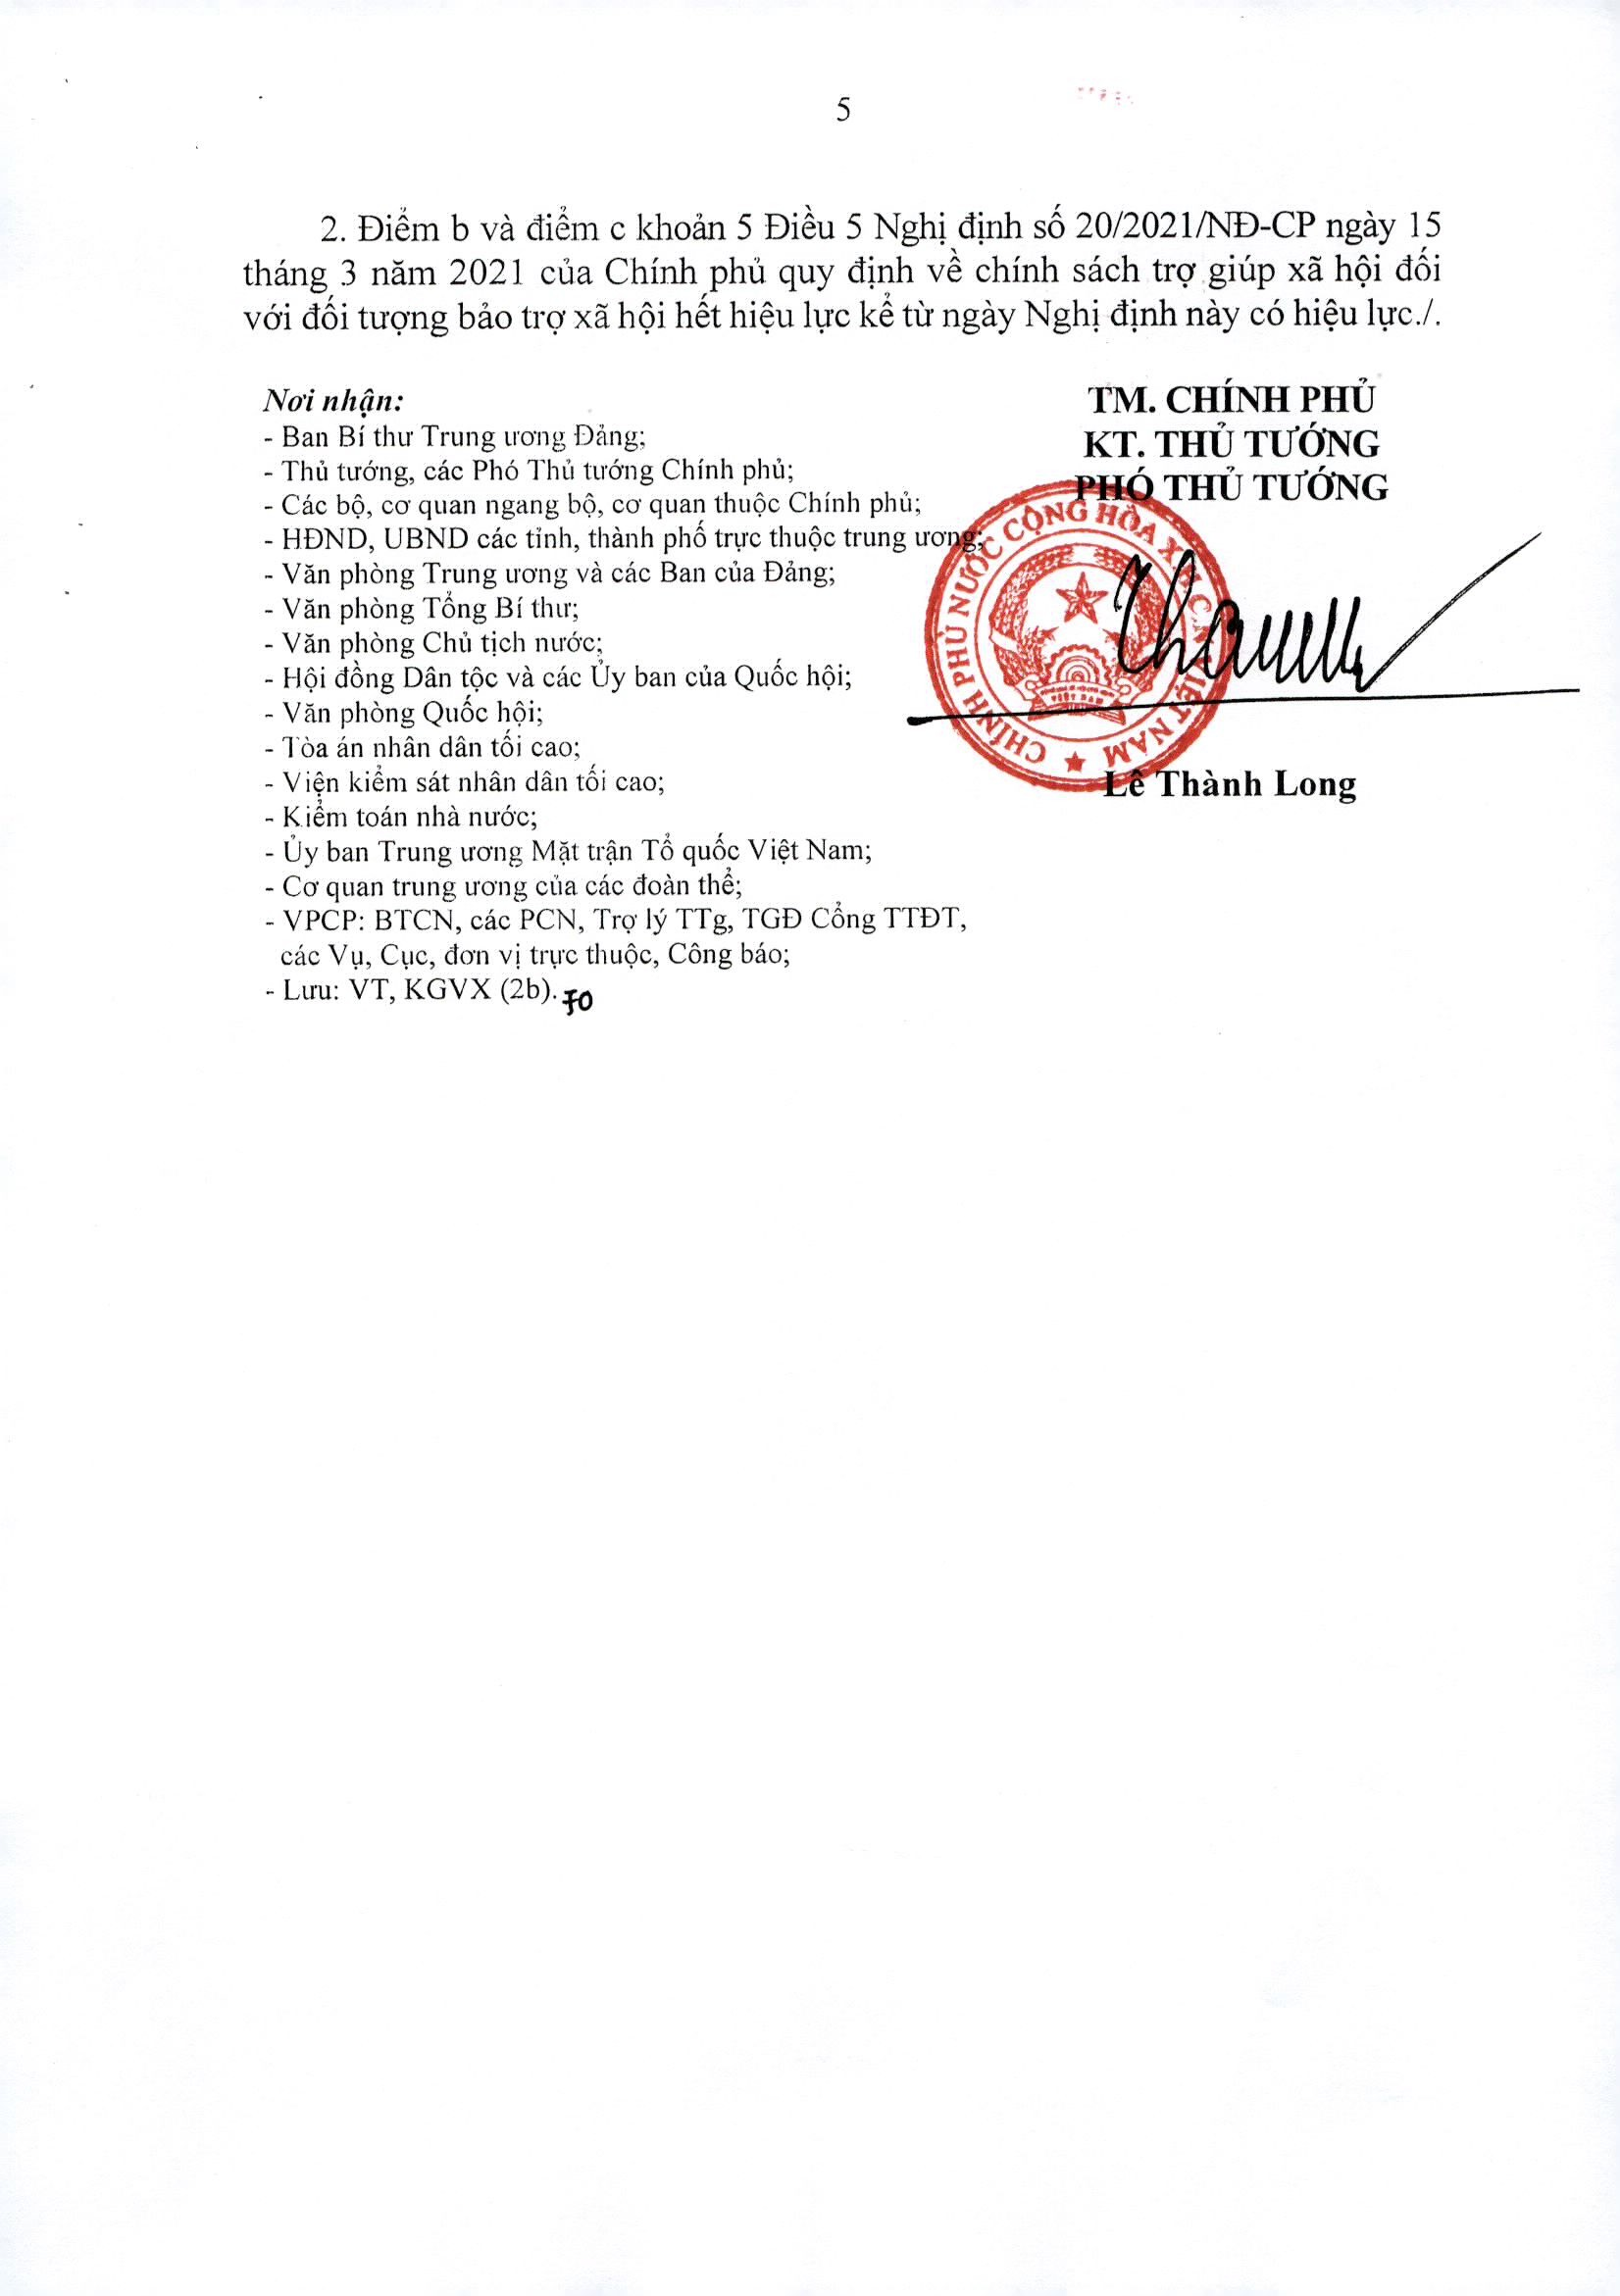 5
2. Điểm b và điểm c khoản 5 Điều 5 Nghị định số 20/2021/NĐ-CP ngày 15
tháng 3 năm 2021 của Chính phủ quy định về chính sách trợ giúp xã hội đối
với đối tượng bảo trợ xã hội hết hiệu lực kể từ ngày Nghị định này có hiệu lực./.
Nơi nhận:
- Ban Bí thư Trung ương Đảng;
- Thủ tướng, các Phó Thủ tướng Chính phủ;
- Các bộ, cơ quan ngang bộ, cơ quan thuộc Chính phủ;
- HĐND, UBND các tỉnh, thành phố trực thuộc trung ương;
- Văn phòng Trung ương và các Ban của Đảng;
- Văn phòng Tổng Bí thư;
- Văn phòng Chủ tịch nước;
- Hội đồng Dân tộc và các Ủy ban của Quốc hội;
- Văn phòng Quốc hội;
- Tòa án nhân dân tối cao;
- Viện kiểm sát nhân dân tối cao;
- Kiểm toán nhà nước;
- Ủy ban Trung ương Mặt trận Tổ quốc Việt Nam;
- Cơ quan trung ương của các đoàn thể;
- VPCP: BTCN, các PCN, Trợ lý TTg, TGĐ Cổng TTĐT,
các Vụ, Cục, đơn vị trực thuộc, Công báo;
- Lưu: VT, KGVX (2b).
TM. CHÍNH PHỦ
KT. THỦ TƯỚNG
PHÓ THỦ TƯỚNG
CHÍNH PHỦ NƯỚC CỘNG HÒA X.H.C.N VIỆT NAM
VIỆT NAM
Lê Thành Long